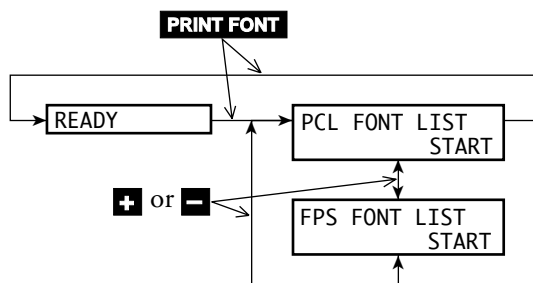 PRINT FONT
READY
PCL FONT LIST
START
+ or −
FPS FONT LIST
START